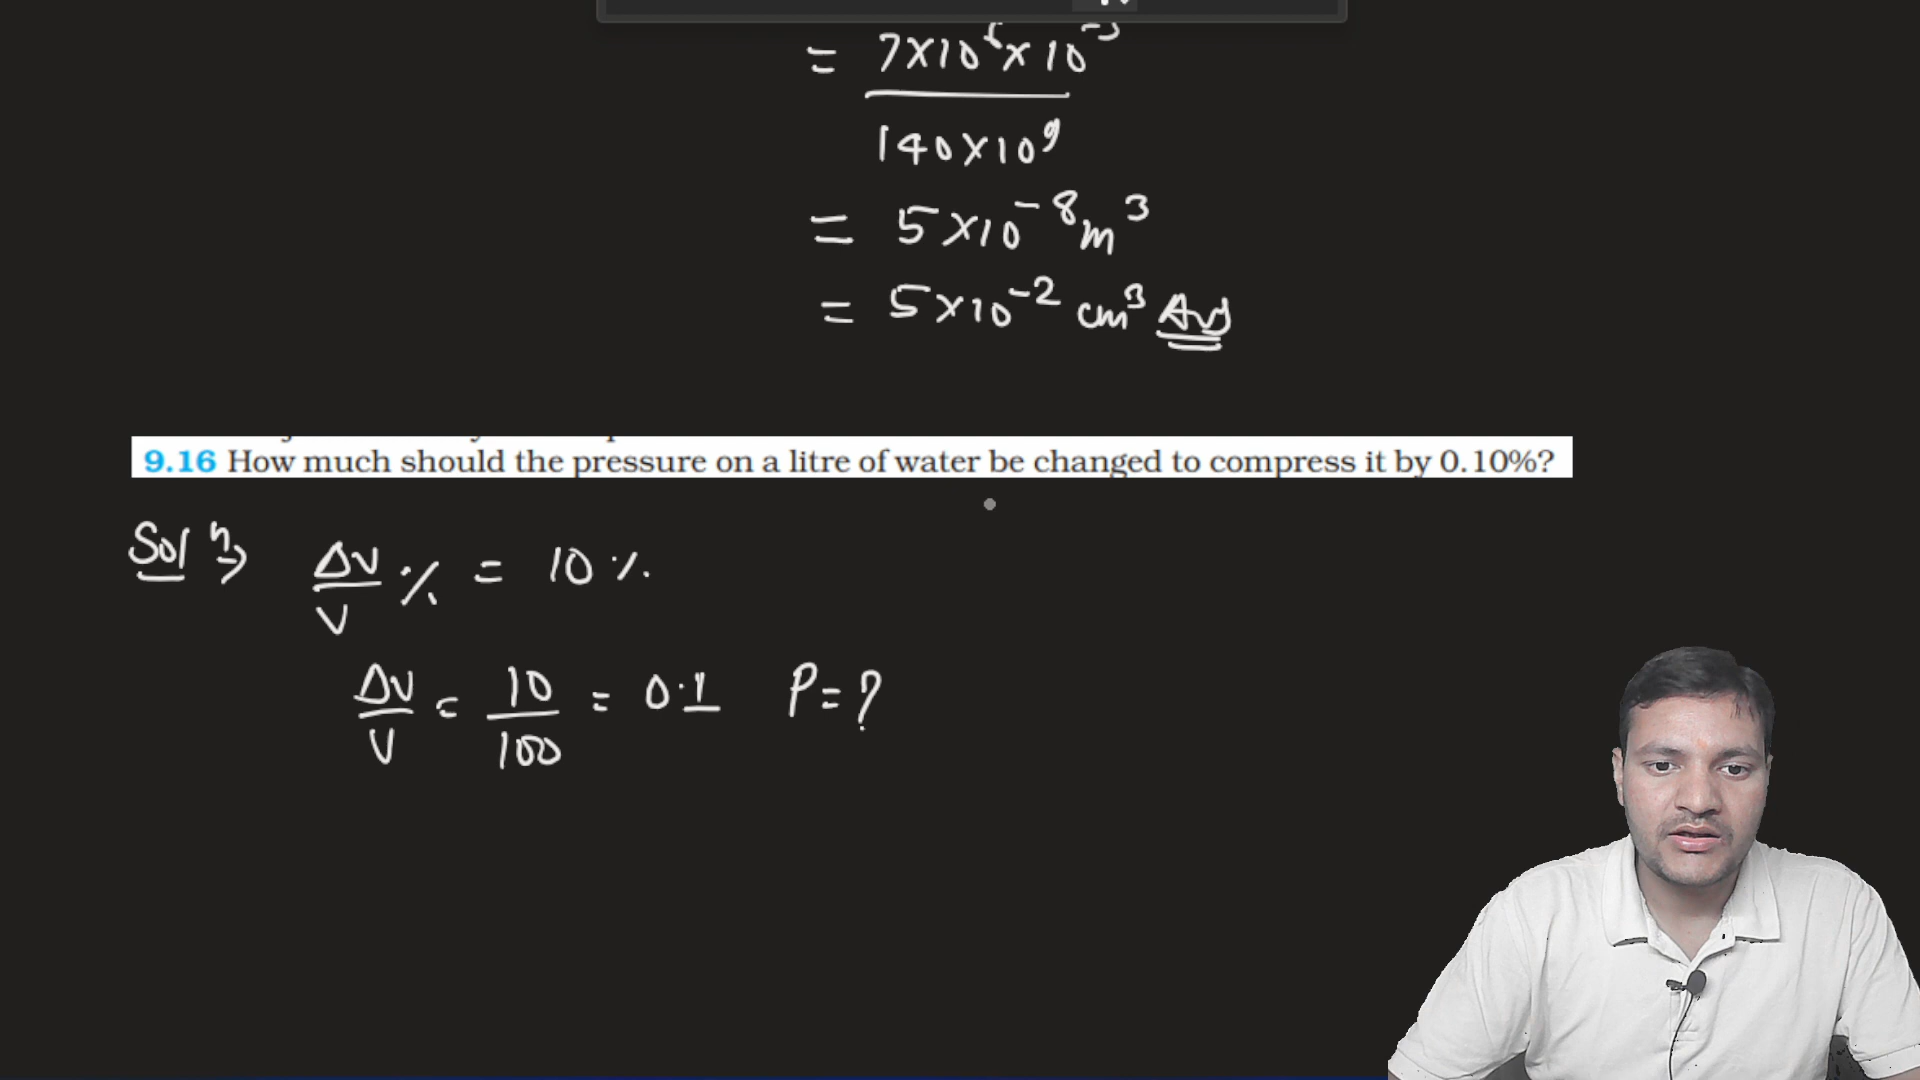 = 7×10⁶×10⁻³
140×10⁹
= 5×10⁻⁸ m³
= 5×10⁻² cm³ Ans
9.16 How much should the pressure on a litre of water be changed to compress it by 0.10%?
Solⁿ⇒ ΔV/V % = 10%
ΔV/V = 10/100 = 0.1 P=?